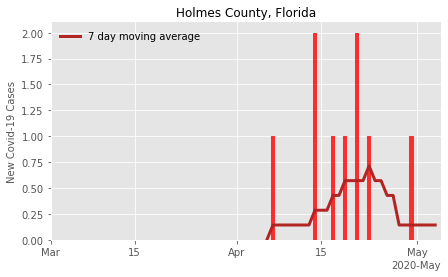 Holmes County, Florida
7 day moving average
New Covid-19 Cases
2.00
1.75
1.50
1.25
1.00
0.75
0.50
0.25
0.00
Mar
15
Apr
15
May
2020-May